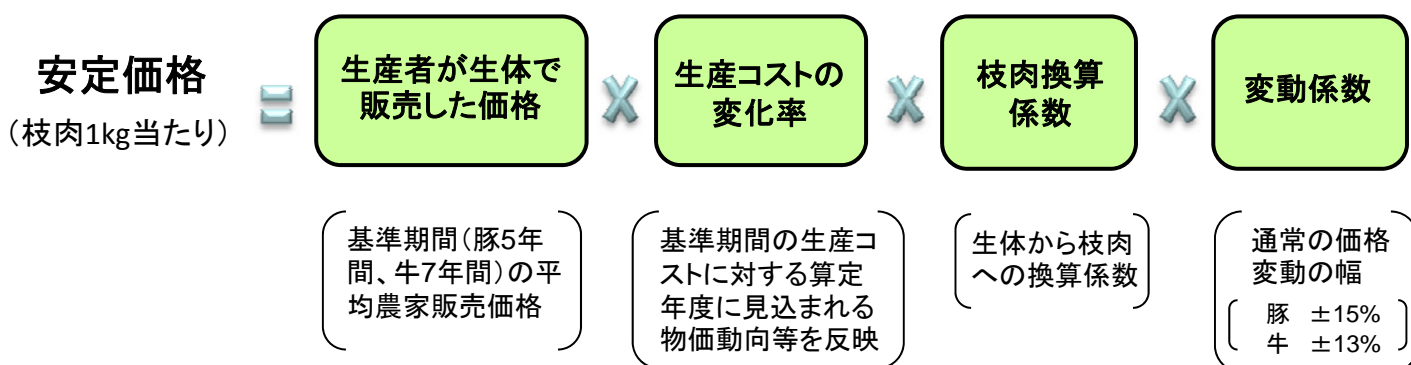 安定価格
(枝肉1kg当たり)
=
生産者が生体で
販売した価格
×
生産コストの
変化率
×
枝肉換算
係数
×
変動係数
基準期間(豚5年
間、牛7年間)の平
均農家販売価格
基準期間の生産コ
ストに対する算定
年度に見込まれる
物価動向等を反映
生体から枝肉
への換算係数
通常の価格
変動の幅
豚 ±15%
牛 ±13%